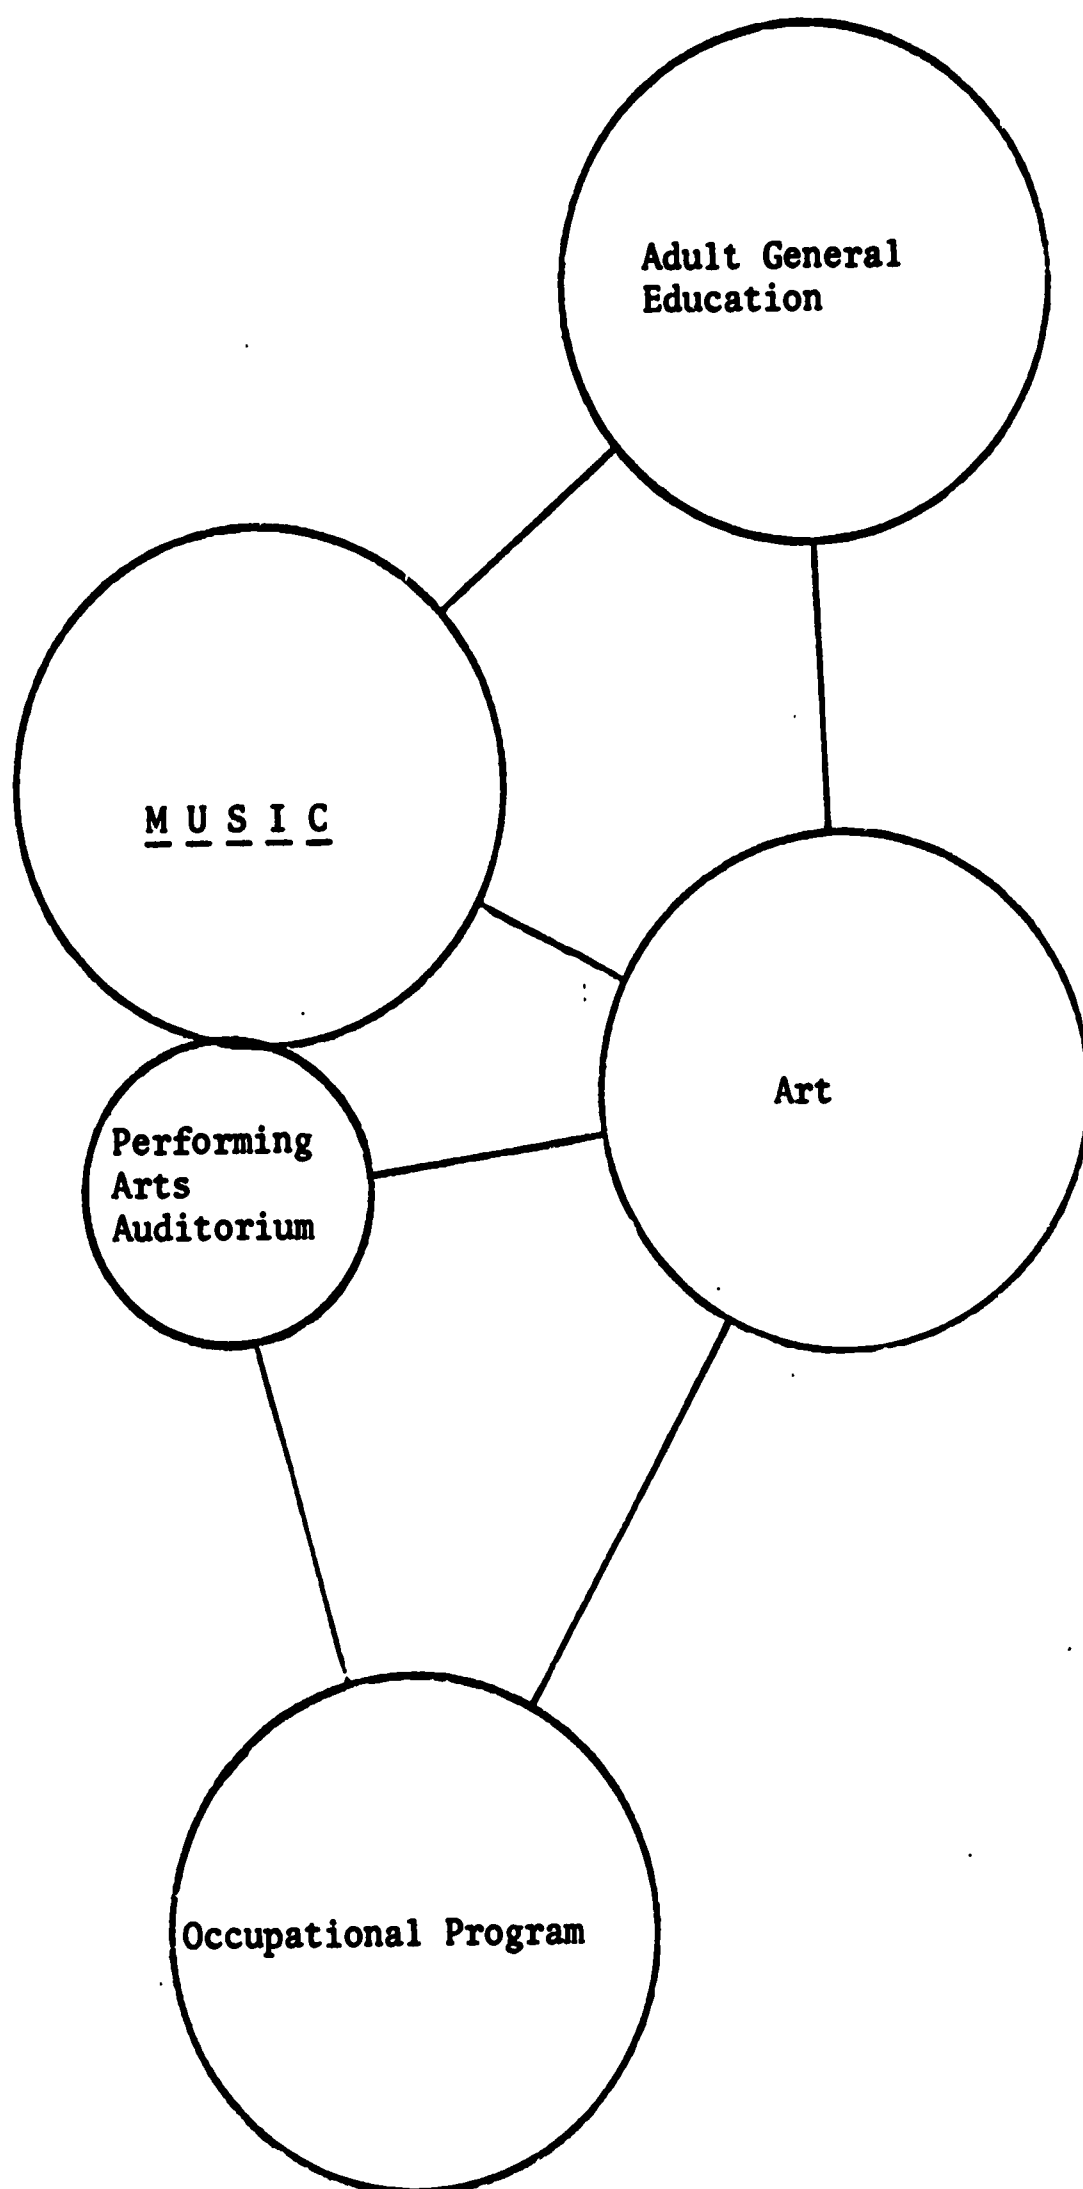 Adult General
Education
M U S I C
Art
Performing
Arts
Auditorium
Occupational Program